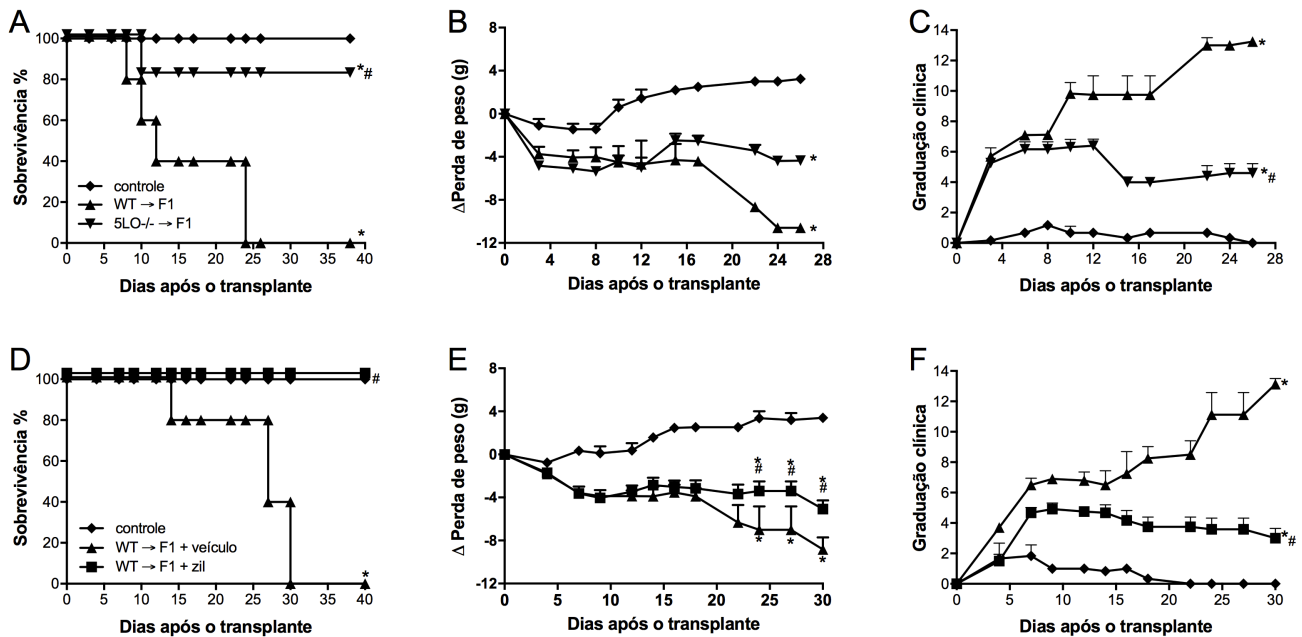 A
Sobrevivência %
100
80
60
40
20
0
controle
WT → F1
5LO-/- → F1
*#
*
0 5 10 15 20 25 30 35 40
Dias após o transplante
B
ΔPerda de peso (g)
8
4
0
-4
-8
-12
*
*
0 4 8 12 16 20 24 28
Dias após o transplante
C
Graduação clínica
14
12
10
8
6
4
2
0
*
*#
0 4 8 12 16 20 24 28
Dias após o transplante
D
Sobrevivência %
100
80
60
40
20
0
#
controle
WT → F1 + veículo
WT → F1 + zil
*
0 5 10 15 20 25 30 35 40
Dias após o transplante
E
Δ Perda de peso (g)
8
4
0
-4
-8
-12
* * *
# # #
* * *
0 5 10 15 20 25 30
Dias após o transplante
F
Graduação clínica
14
12
10
8
6
4
2
0
*
*#
0 5 10 15 20 25 30
Dias após o transplante